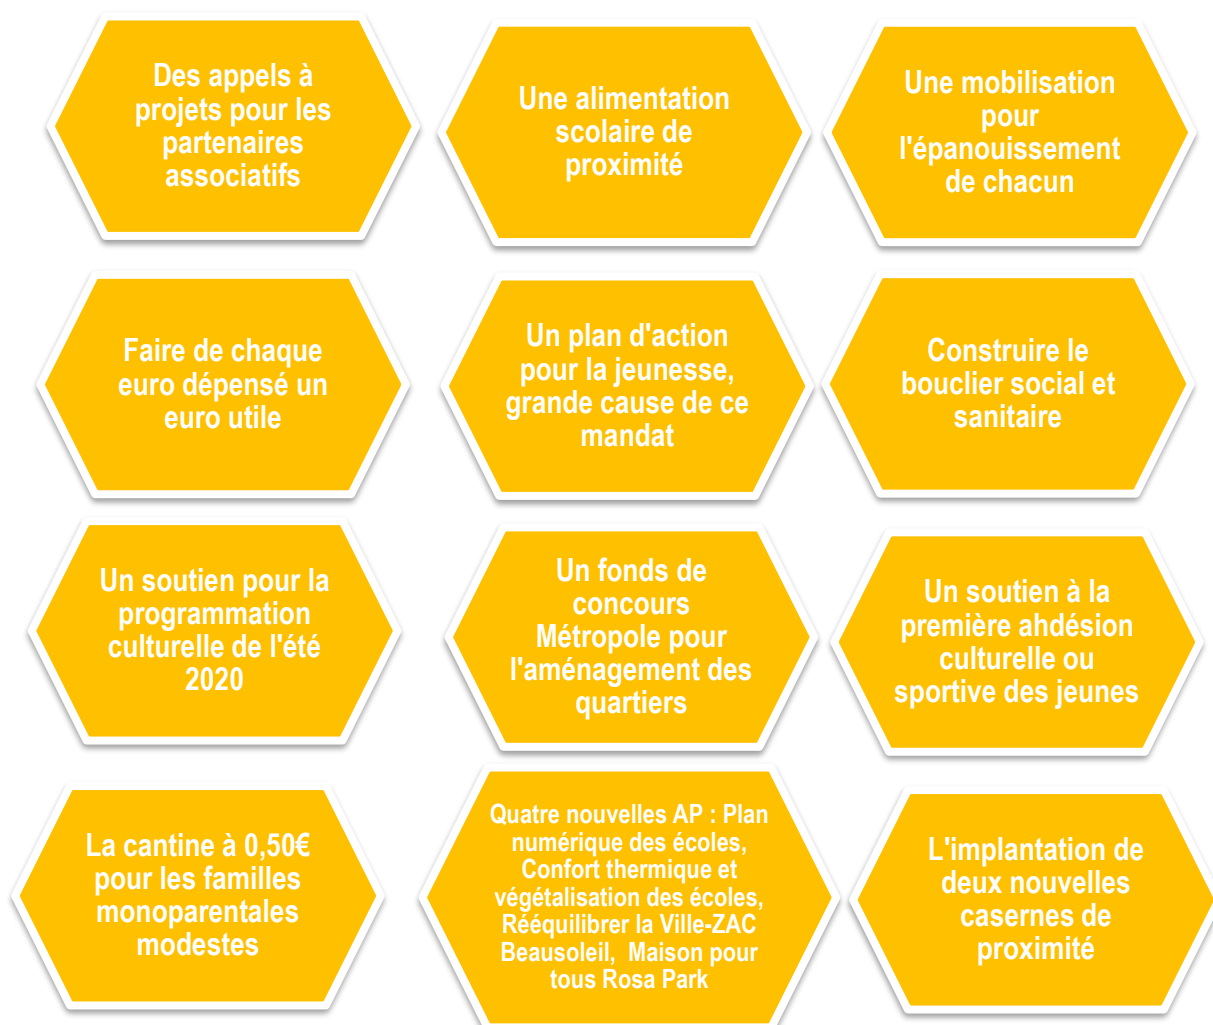 Des appels à
projets pour les
partenaires
associatifs
Une alimentation
scolaire de
proximité
Une mobilisation
pour
l'épanouissement
de chacun
Faire de chaque
euro dépensé un
euro utile
Un plan d'action
pour la jeunesse,
grande cause de ce
mandat
Construire le
bouclier social et
sanitaire
Un soutien pour la
programmation
culturelle de l'été
2020
Un fonds de
concours
Métropole pour
l'aménagement des
quartiers
Un soutien à la
première ahdésion
culturelle ou
sportive des jeunes
La cantine à 0,50€
pour les familles
monoparentales
modestes
Quatre nouvelles AP : Plan
numérique des écoles,
Confort thermique et
végétalisation des écoles,
Rééquilibrer la Ville-ZAC
Beausoleil, Maison pour
tous Rosa Park
L'implantation de
deux nouvelles
casernes de
proximité